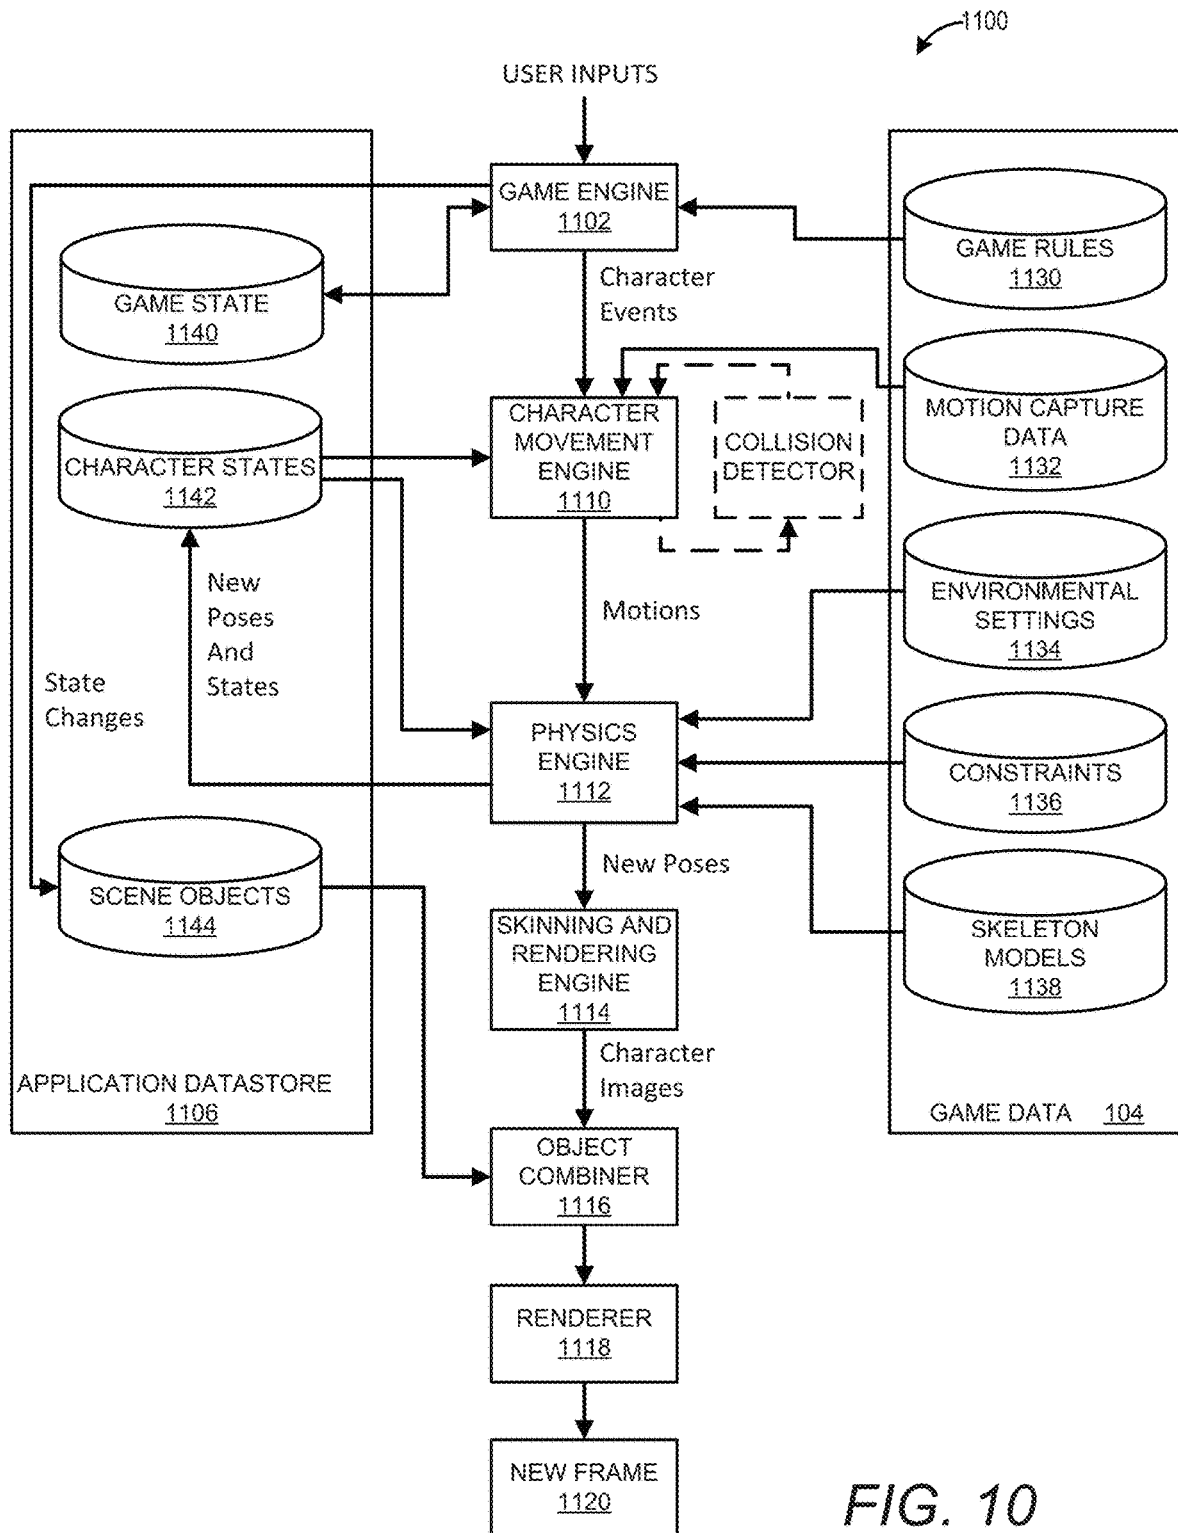 1100
USER INPUTS
GAME ENGINE
1102
GAME RULES
1130
Character
Events
GAME STATE
1140
MOTION CAPTURE
DATA
1132
CHARACTER
MOVEMENT
ENGINE
1110
COLLISION
DETECTOR
CHARACTER STATES
1142
New
Poses
And
States
Motions
ENVIRONMENTAL
SETTINGS
1134
State
Changes
PHYSICS
ENGINE
1112
CONSTRAINTS
1136
New Poses
SCENE OBJECTS
1144
SKINNING AND
RENDERING
ENGINE
1114
SKELETON
MODELS
1138
Character
Images
APPLICATION DATASTORE
1106
GAME DATA 104
OBJECT
COMBINER
1116
RENDERER
1118
NEW FRAME
1120
FIG. 10